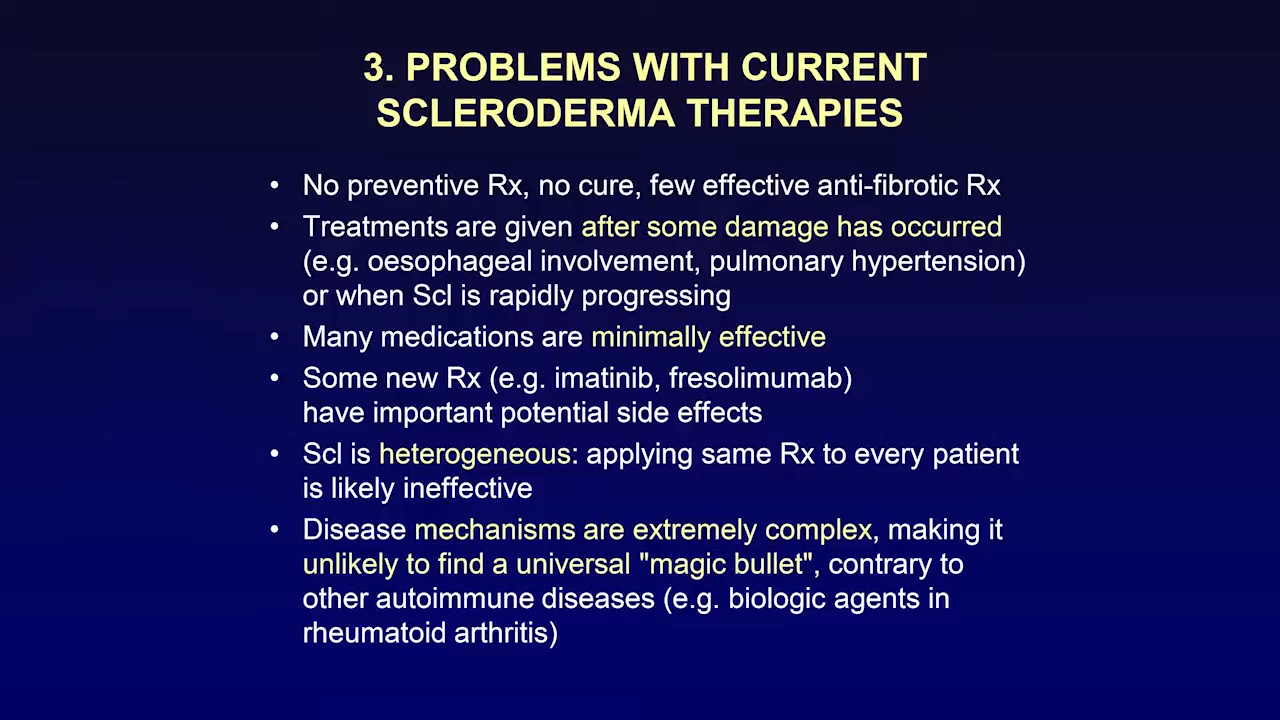 3. PROBLEMS WITH CURRENT
SCLERODERMA THERAPIES
• No preventive Rx, no cure, few effective anti-fibrotic Rx
• Treatments are given after some damage has occurred
(e.g. oesophageal involvement, pulmonary hypertension)
or when Scl is rapidly progressing
• Many medications are minimally effective
• Some new Rx (e.g. imatinib, fresolimumab)
have important potential side effects
• Scl is heterogeneous: applying same Rx to every patient
is likely ineffective
• Disease mechanisms are extremely complex, making it
unlikely to find a universal "magic bullet", contrary to
other autoimmune diseases (e.g. biologic agents in
rheumatoid arthritis)